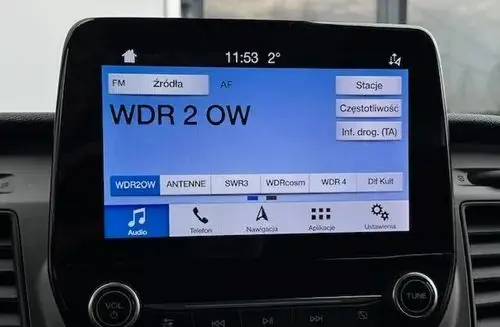 11:53 2°
FM źródła AF
Stacje
WDR 2 OW
Częstotliwość
Inf. drog. (TA)
WDR2OW ANTENNE SWR3 WDRcosm WDR 4 Dlf Kult
Audio Telefon Nawigacja Aplikacje Ustawienia
VOL
TUNE